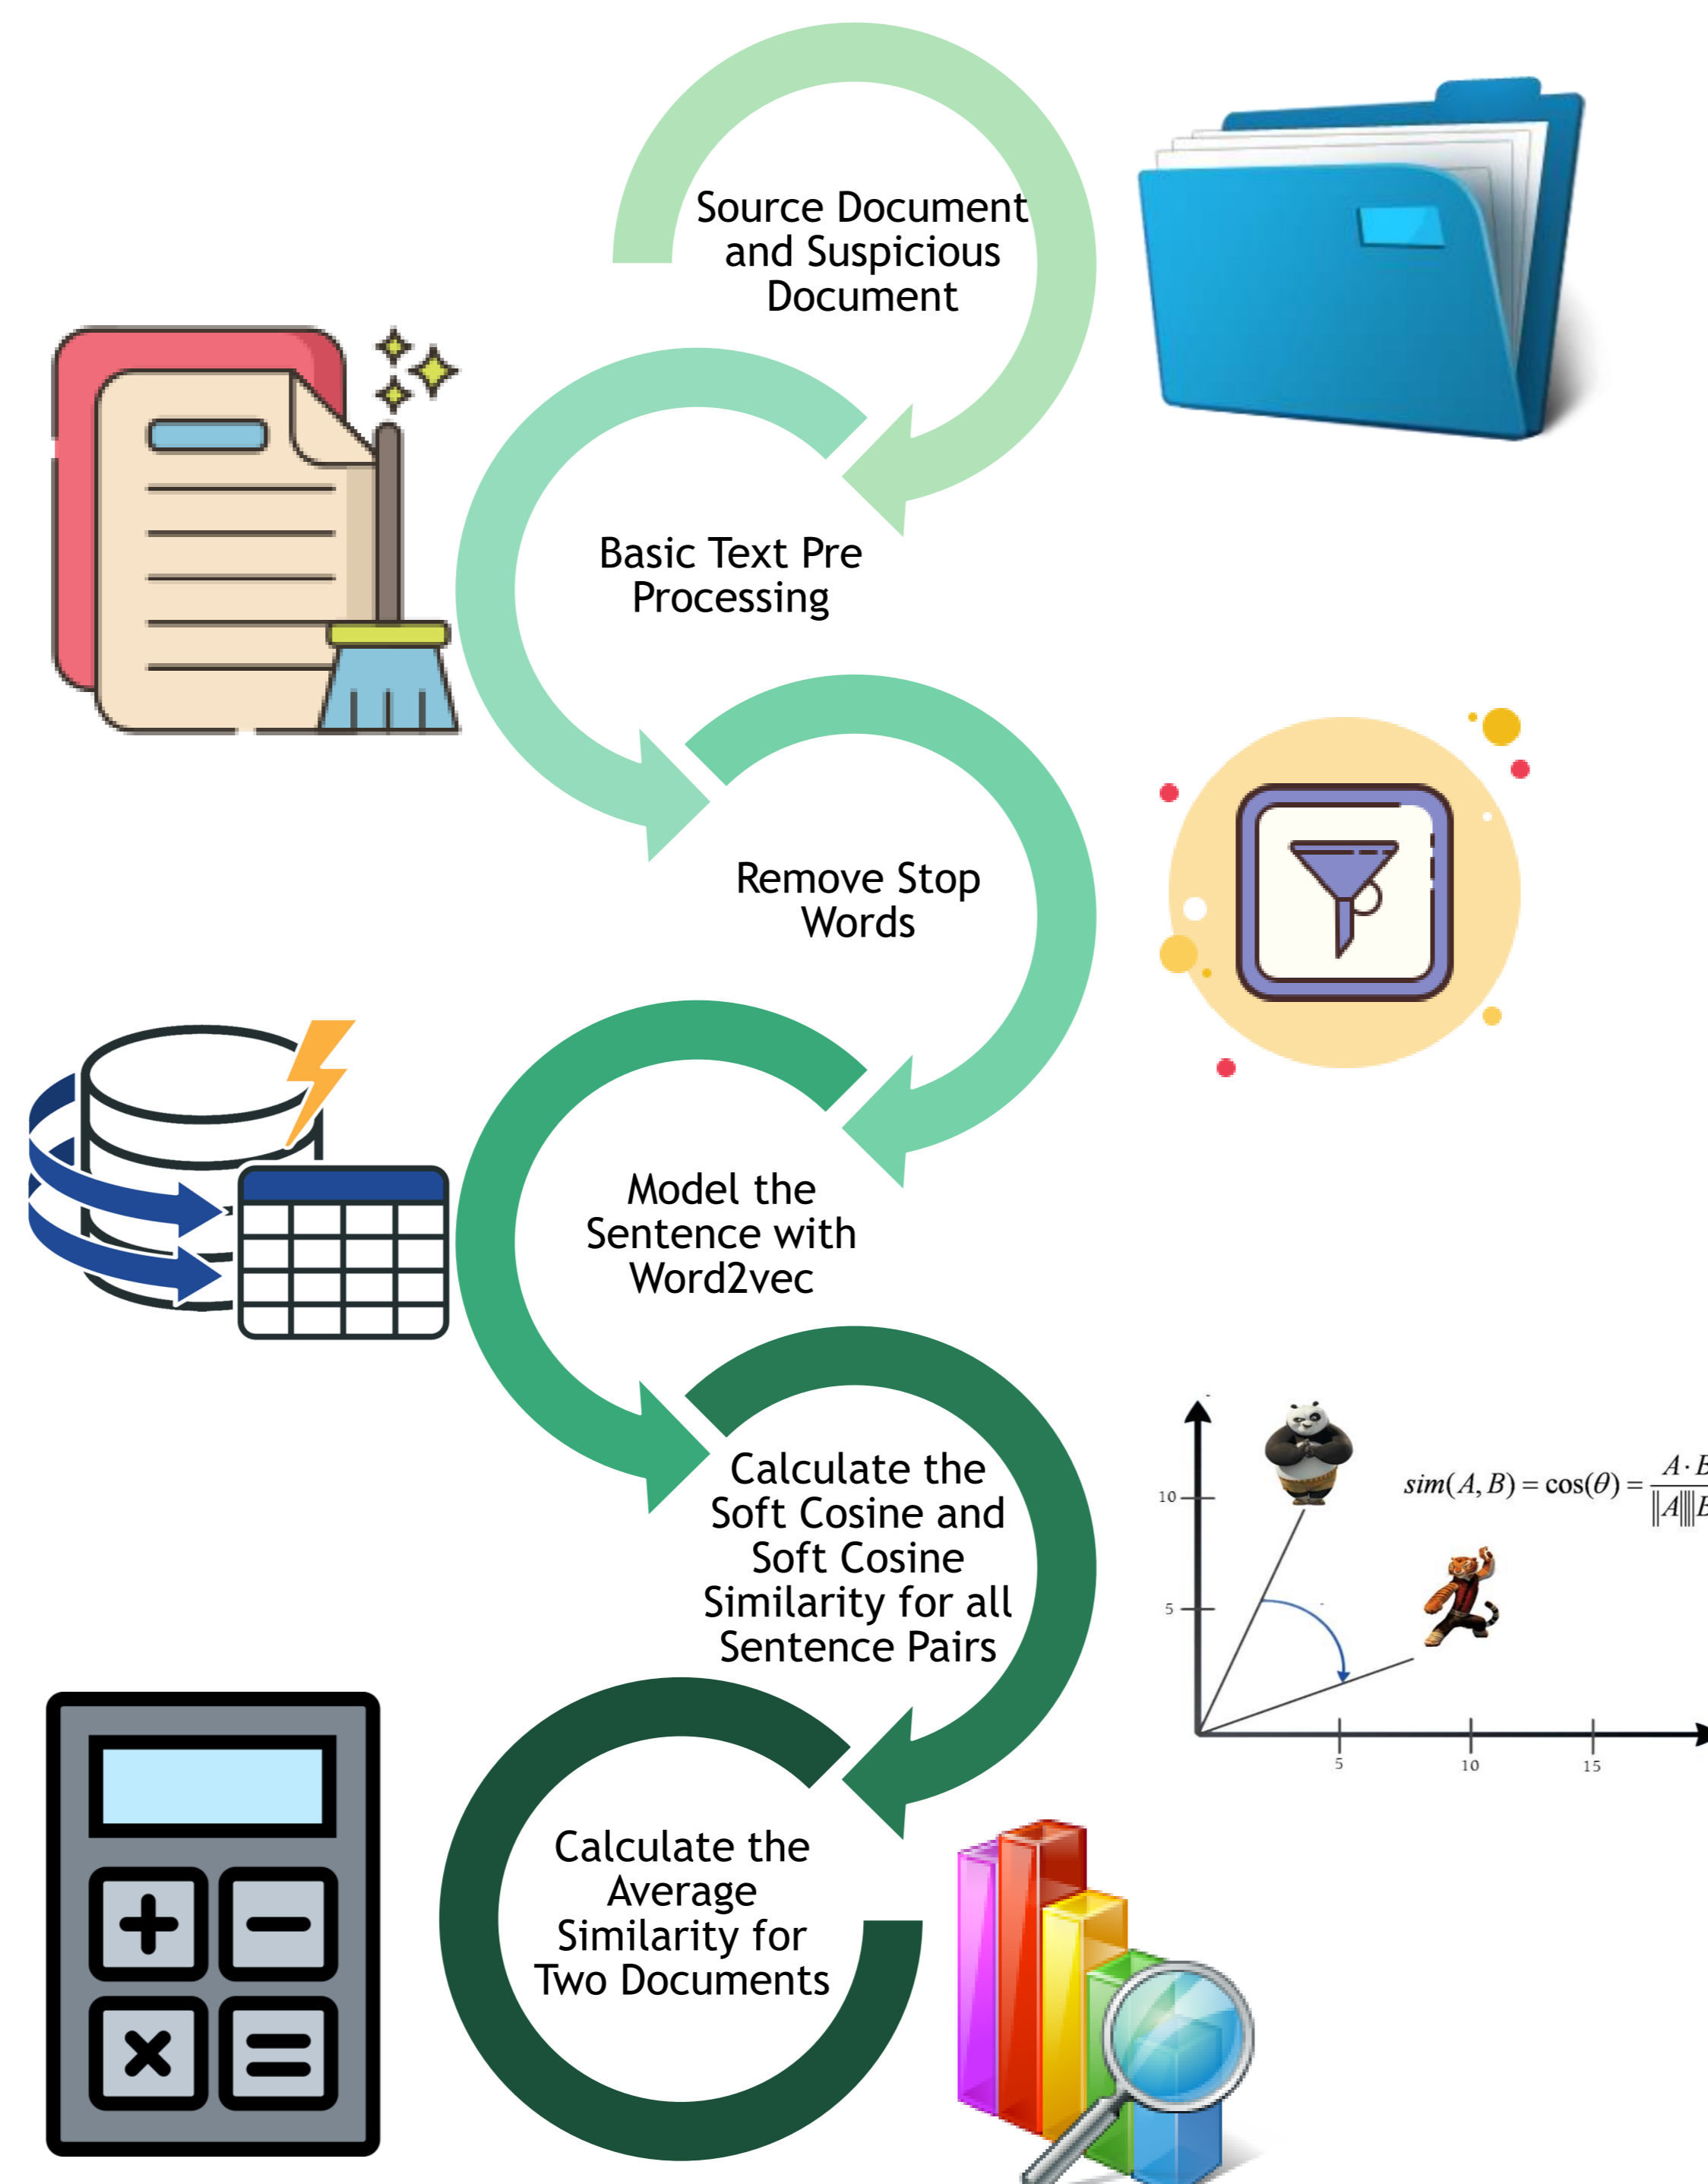 Source Document
and Suspicious
Document
Basic Text Pre
Processing
Remove Stop
Words
Model the
Sentence with
Word2vec
Calculate the
Soft Cosine and
Soft Cosine
Similarity for all
Sentence Pairs
10
5
5
10
15
sim(A, B) = cos(θ) = A · B / ||A||||B
Calculate the
Average
Similarity for
Two Documents